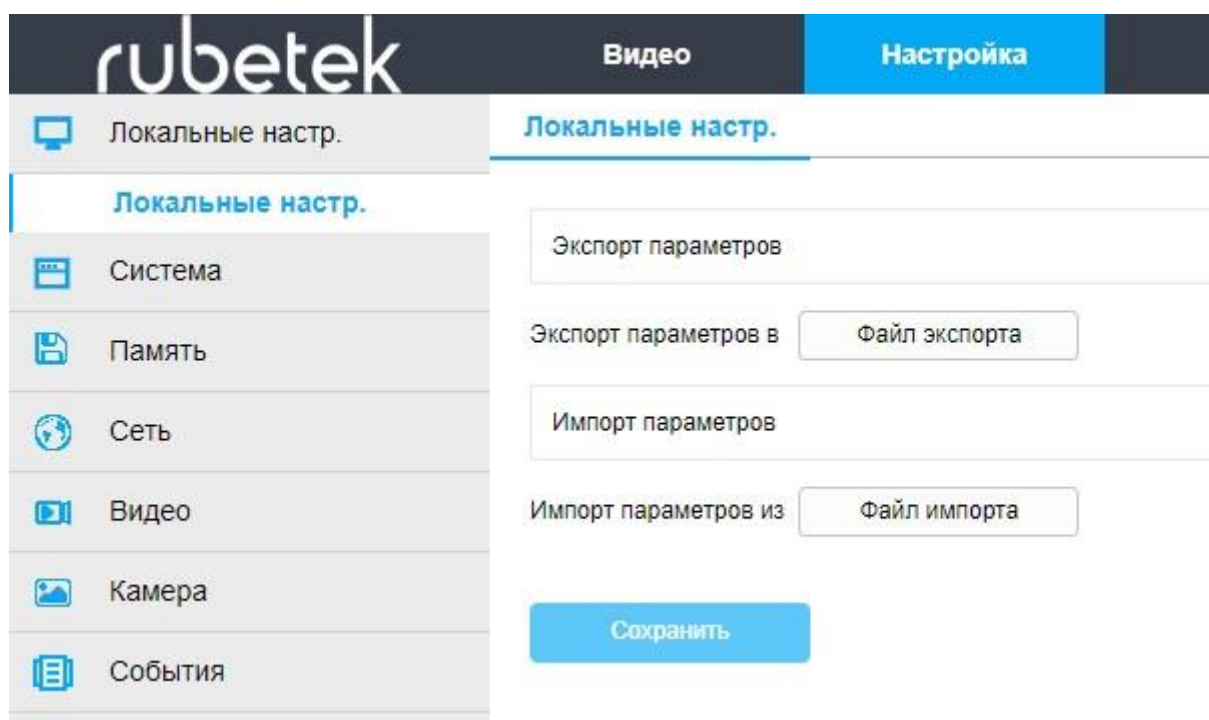 rubetek
Видео
Настройка
Локальные настр.
Локальные настр.
Система
Память
Сеть
Видео
Камера
События
Локальные настр.
Экспорт параметров
Экспорт параметров в
Файл экспорта
Импорт параметров
Импорт параметров из
Файл импорта
Сохранить